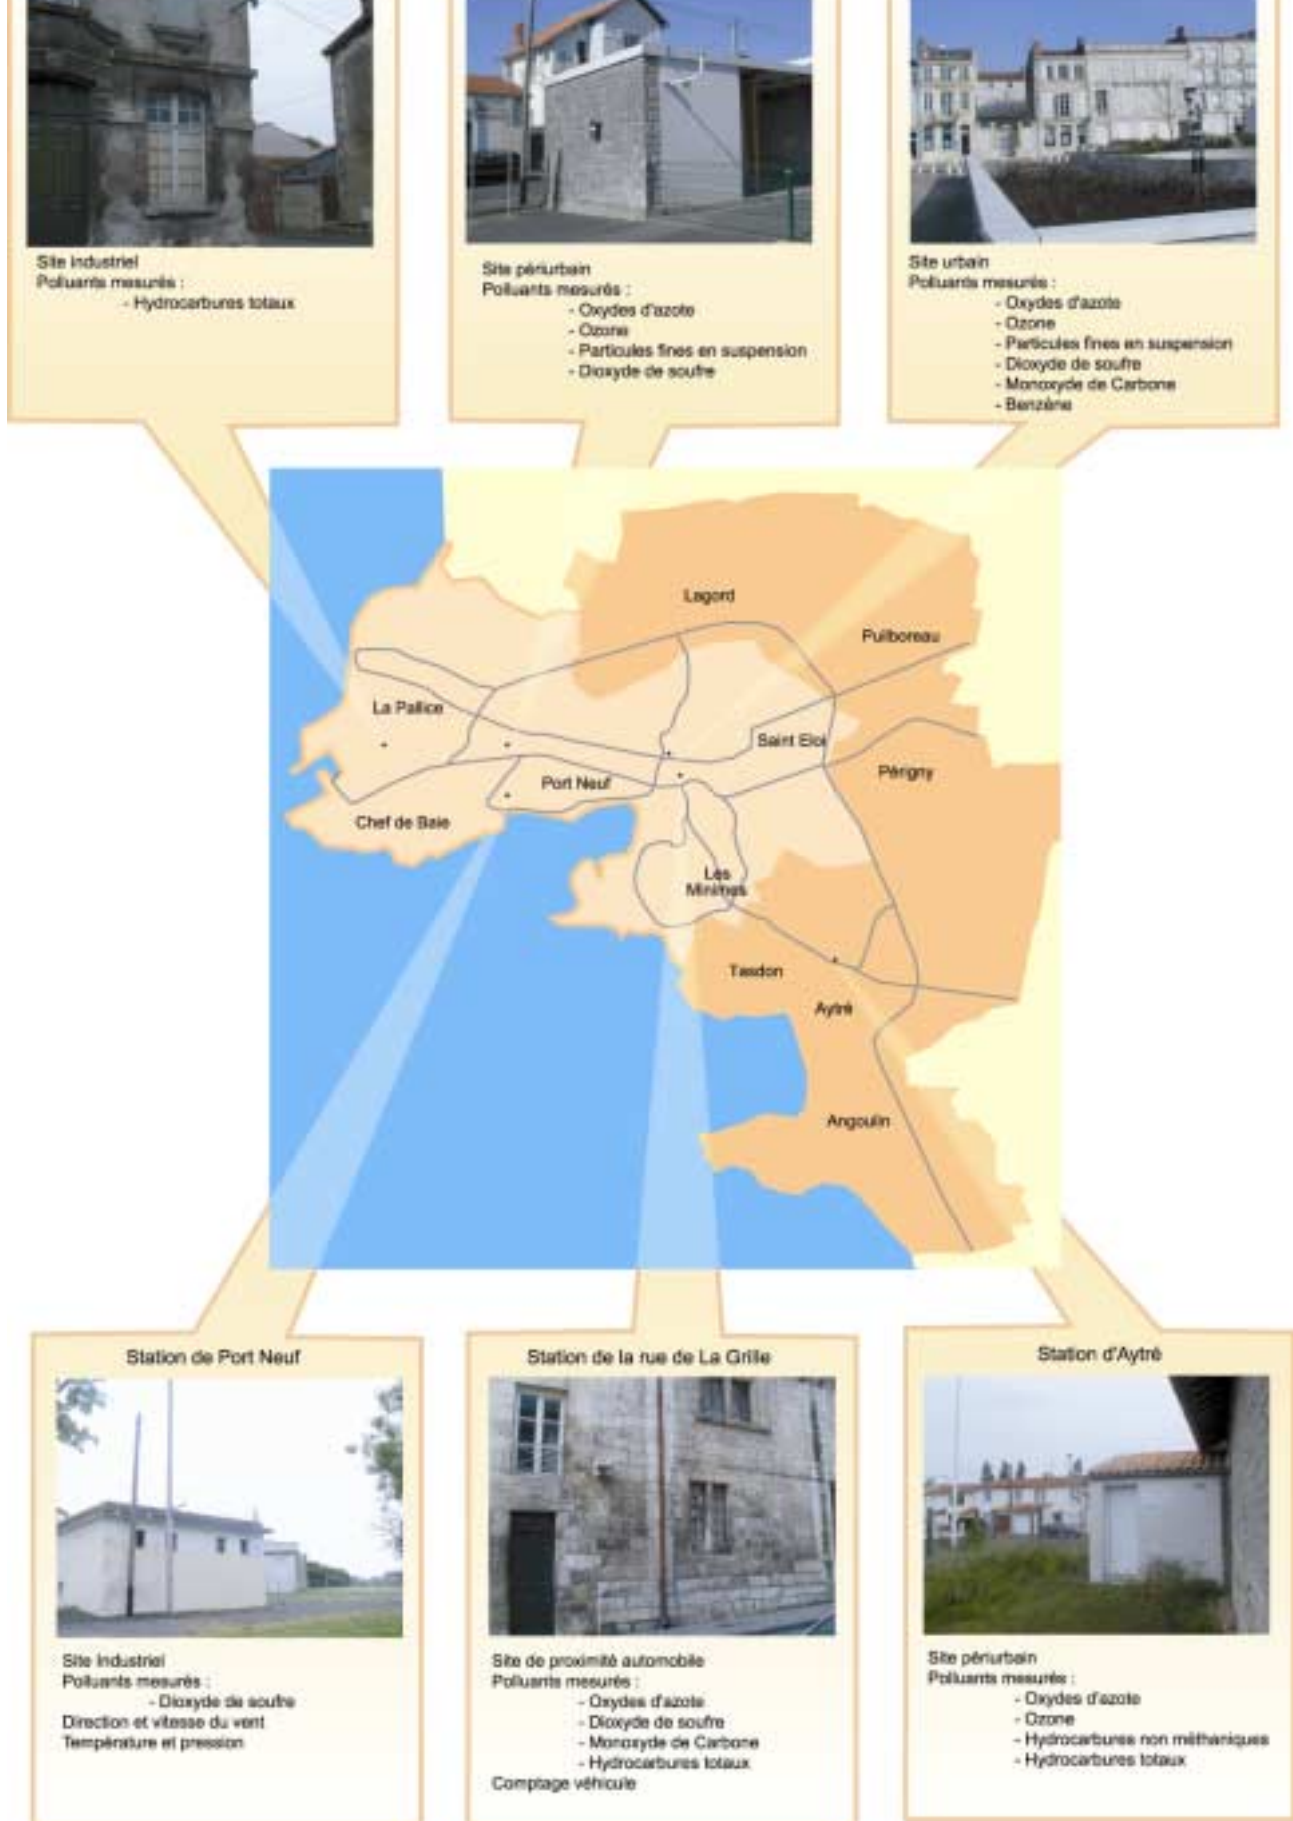 Site industriel
Polluants mesurés :
- Hydrocarbures totaux
Site périurbain
Polluants mesurés :
- Oxydes d'azote
- Ozone
- Particules fines en suspension
- Dioxyde de soufre
Site urbain
Polluants mesurés :
- Oxydes d'azote
- Ozone
- Particules fines en suspension
- Dioxyde de soufre
- Monoxyde de Carbone
- Benzène
Lagord
Puilboreau
La Pallice
Saint Eloi
Périgny
Port Neuf
Chef de Baie
Les
Minimes
Tasdon
Aytré
Angoulin
Station de Port Neuf
Site Industriel
Polluants mesurés :
- Dioxyde de soufre
Direction et vitesse du vent
Température et pression
Station de la rue de La Grille
Site de proximité automobile
Polluants mesurés :
- Oxydes d'azote
- Dioxyde de soufre
- Monoxyde de Carbone
- Hydrocarbures totaux
Comptage véhicule
Station d'Aytré
Site périurbain
Polluants mesurés :
- Oxydes d'azote
- Ozone
- Hydrocarbures non méthaniques
- Hydrocarbures totaux